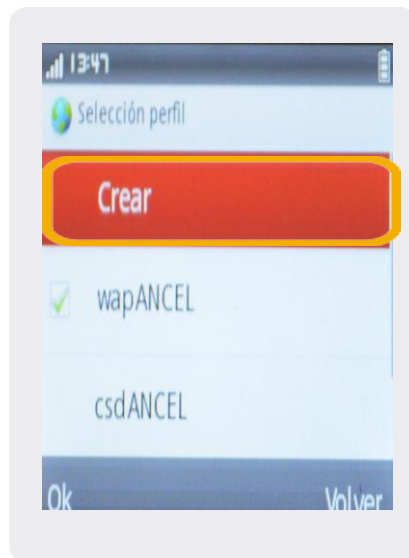 13:47
Selección perfil
Crear
wapANCEL
csdANCEL
Ok Volver